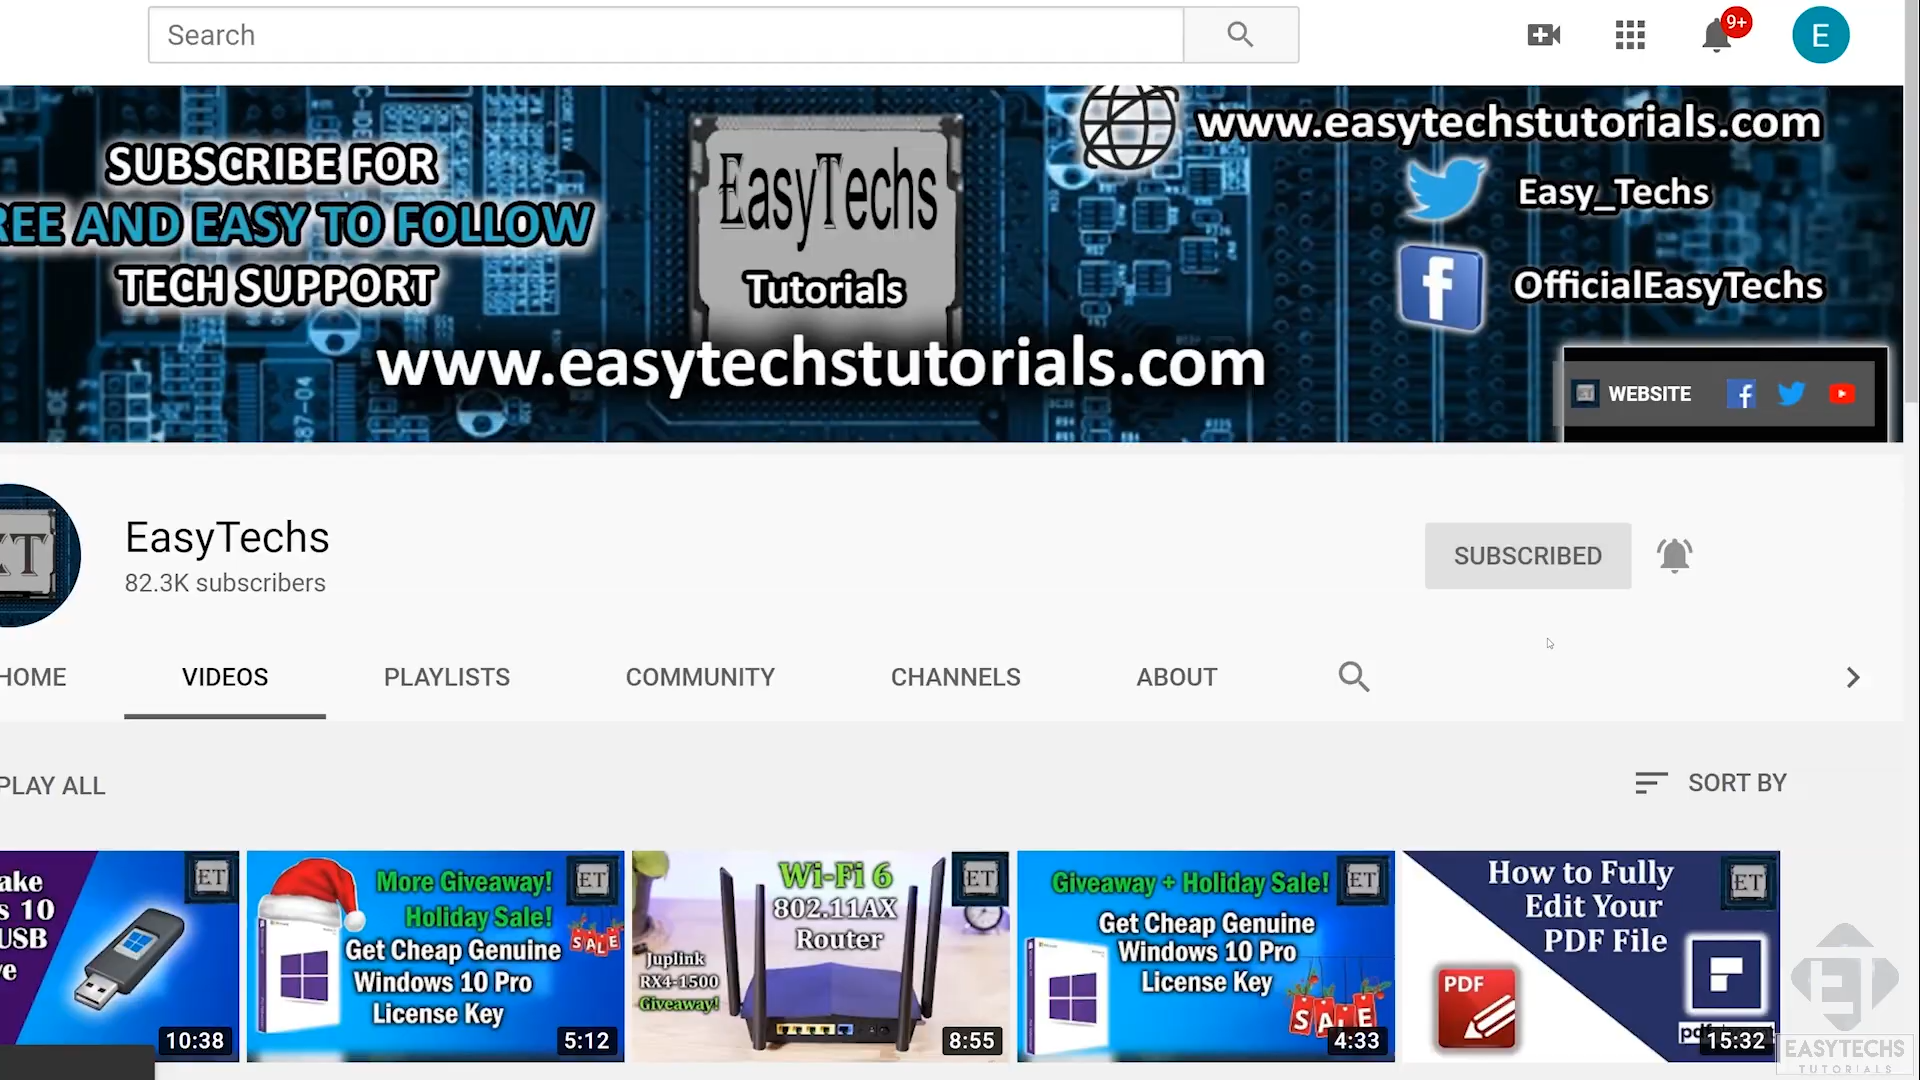 Search
9+
E
SUBSCRIBE FOR
REE AND EASY TO FOLLOW
TECH SUPPORT
EasyTechs
Tutorials
www.easytechstutorials.com
www.easytechstutorials.com
Easy_Techs
OfficialEasyTechs
ET WEBSITE
EasyTechs
82.3K subscribers
SUBSCRIBED
HOME VIDEOS PLAYLISTS COMMUNITY CHANNELS ABOUT
PLAY ALL
SORT BY
ake
s 10
USB
ve
ET
10:38
More Giveaway!
Holiday Sale!
Get Cheap Genuine
Windows 10 Pro
License Key
SALE
ET
5:12
Wi-Fi 6
802.11AX
Router
Juplink
RX4-1500
Giveaway!
ET
8:55
Giveaway + Holiday Sale!
Get Cheap Genuine
Windows 10 Pro
License Key
SALE
ET
4:33
How to Fully
Edit Your
PDF File
PDF
ET
15:32
EASYTECHS
TUTORIALS